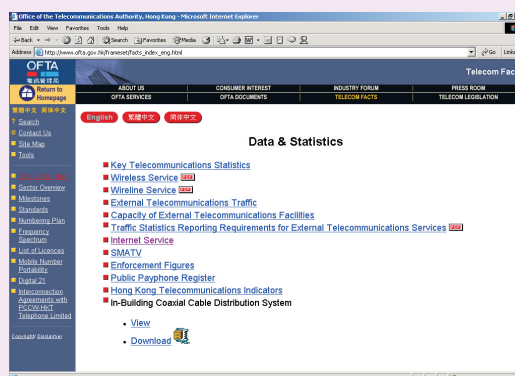 Office of the Telecommunications Authority, Hong Kong - Microsoft Internet Explorer
File Edit View Favorites Tools Help
Back Search Favorites Media
Address http://www.ofta.gov.hk/frameset/facts_index_eng.html Go Links
OFTA
電訊管理局
Telecom Fac
Return to
Homepage
ABOUT US | CONSUMER INTEREST | INDUSTRY FORUM | PRESS ROOM
OFTA SERVICES | OFTA DOCUMENTS | TELECOM FACTS | TELECOM LEGISLATION
繁體中文 简体中文
? Search
Contact Us
Site Map
Tools
Sector Overview
Milestones
Standards
Numbering Plan
Frequency
Spectrum
List of Licences
Mobile Number
Portability
Digital 21
Interconnection
Agreements with
PCCW-HKT
Telephone Limited
Copyright/ Disclaimer
English 繁體中文 简体中文
Data & Statistics
Key Telecommunications Statistics
Wireless Service
Wireline Service
External Telecommunications Traffic
Capacity of External Telecommunications Facilities
Traffic Statistics Reporting Requirements for External Telecommunications Services
Internet Service
SMATV
Enforcement Figures
Public Payphone Register
Hong Kong Telecommunications Indicators
In-Building Coaxial Cable Distribution System
• View
• Download